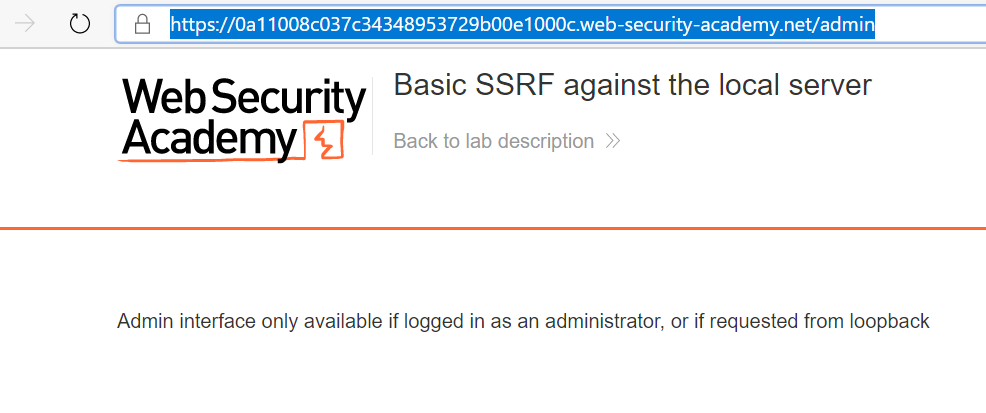 https://0a11008c037c34348953729b00e1000c.web-security-academy.net/admin
Web Security
Academy
Basic SSRF against the local server
Back to lab description
Admin interface only available if logged in as an administrator, or if requested from loopback